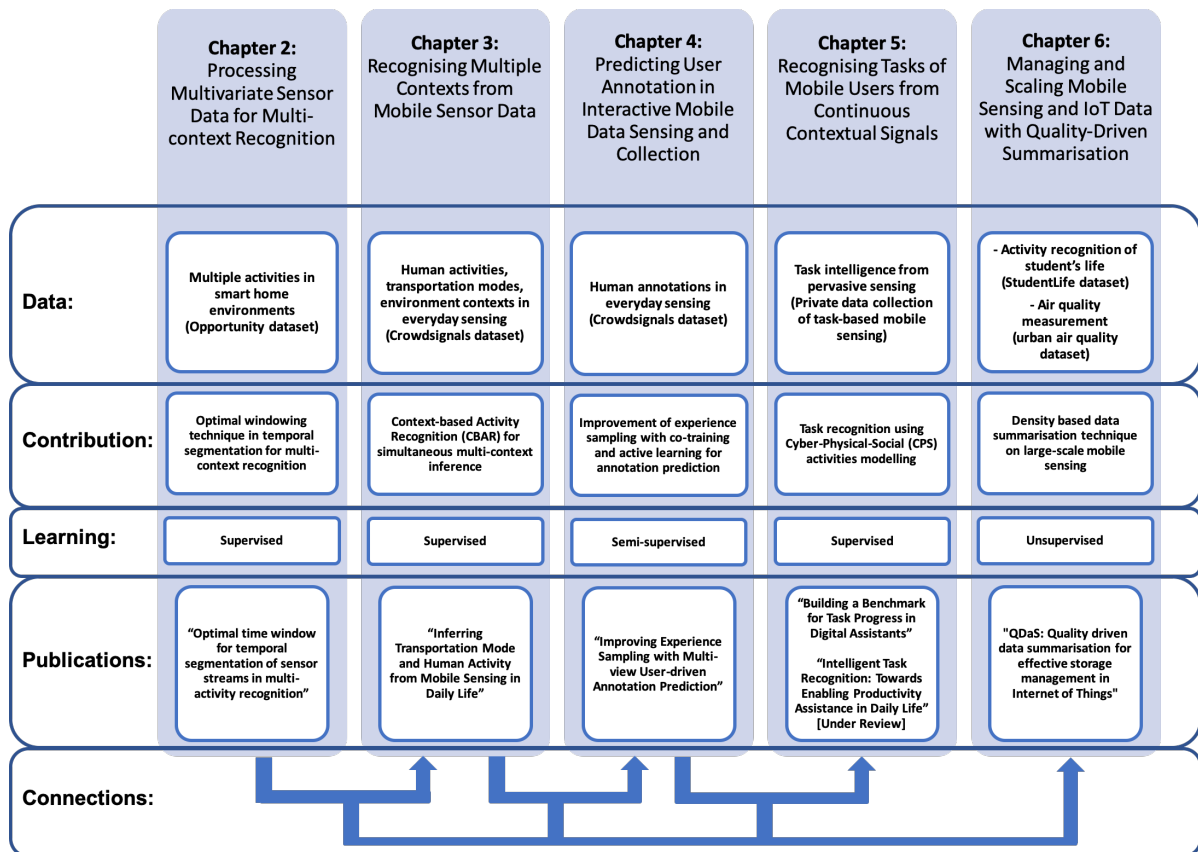 Chapter 2:
Processing
Multivariate Sensor
Data for Multi-
context Recognition
Chapter 3:
Recognising Multiple
Contexts from
Mobile Sensor Data
Chapter 4:
Predicting User
Annotation in
Interactive Mobile
Data Sensing and
Collection
Chapter 5:
Recognising Tasks of
Mobile Users from
Continuous
Contextual Signals
Chapter 6:
Managing and
Scaling Mobile
Sensing and IoT Data
with Quality-Driven
Summarisation
Data:
Multiple activities in
smart home
environments
(Opportunity dataset)
Human activities,
transportation modes,
environment contexts in
everyday sensing
(Crowdsignals dataset)
Human annotations in
everyday sensing
(Crowdsignals dataset)
Task intelligence from
pervasive sensing
(Private data collection
of task-based mobile
sensing)
- Activity recognition of
student's life
(StudentLife dataset)
- Air quality
measurement
(urban air quality
dataset)
Contribution:
Optimal windowing
technique in temporal
segmentation for multi-
context recognition
Context-based Activity
Recognition (CBAR) for
simultaneous multi-context
inference
Improvement of experience
sampling with co-training
and active learning for
annotation prediction
Task recognition using
Cyber-Physical-Social (CPS)
activities modelling
Density based data
summarisation technique
on large-scale mobile
sensing
Learning:
Supervised
Supervised
Semi-supervised
Supervised
Unsupervised
Publications:
“Optimal time window
for temporal
segmentation of sensor
streams in multi-
activity recognition”
“Inferring
Transportation Mode
and Human Activity
from Mobile Sensing in
Daily Life”
“Improving Experience
Sampling with Multi-
view User-driven
Annotation Prediction”
“Building a Benchmark
for Task Progress in
Digital Assistants”
“Intelligent Task
Recognition: Towards
Enabling Productivity
Assistance in Daily Life”
[Under Review]
"QDaS: Quality driven
data summarisation for
effective storage
management in
Internet of Things"
Connections: